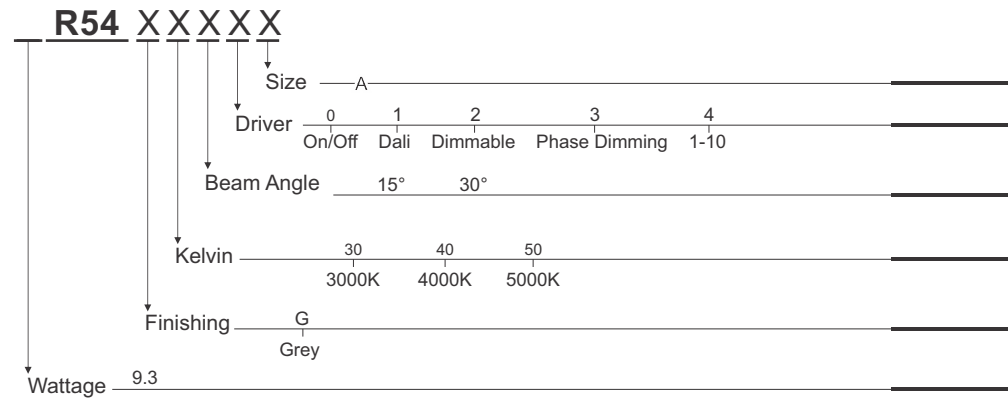 R54 X X X X X
Size A
0 1 2 3 4
Driver
On/Off Dali Dimmable Phase Dimming 1-10
Beam Angle 15° 30°
30 40 50
Kelvin
3000K 4000K 5000K
G
Finishing
Grey
Wattage 9.3